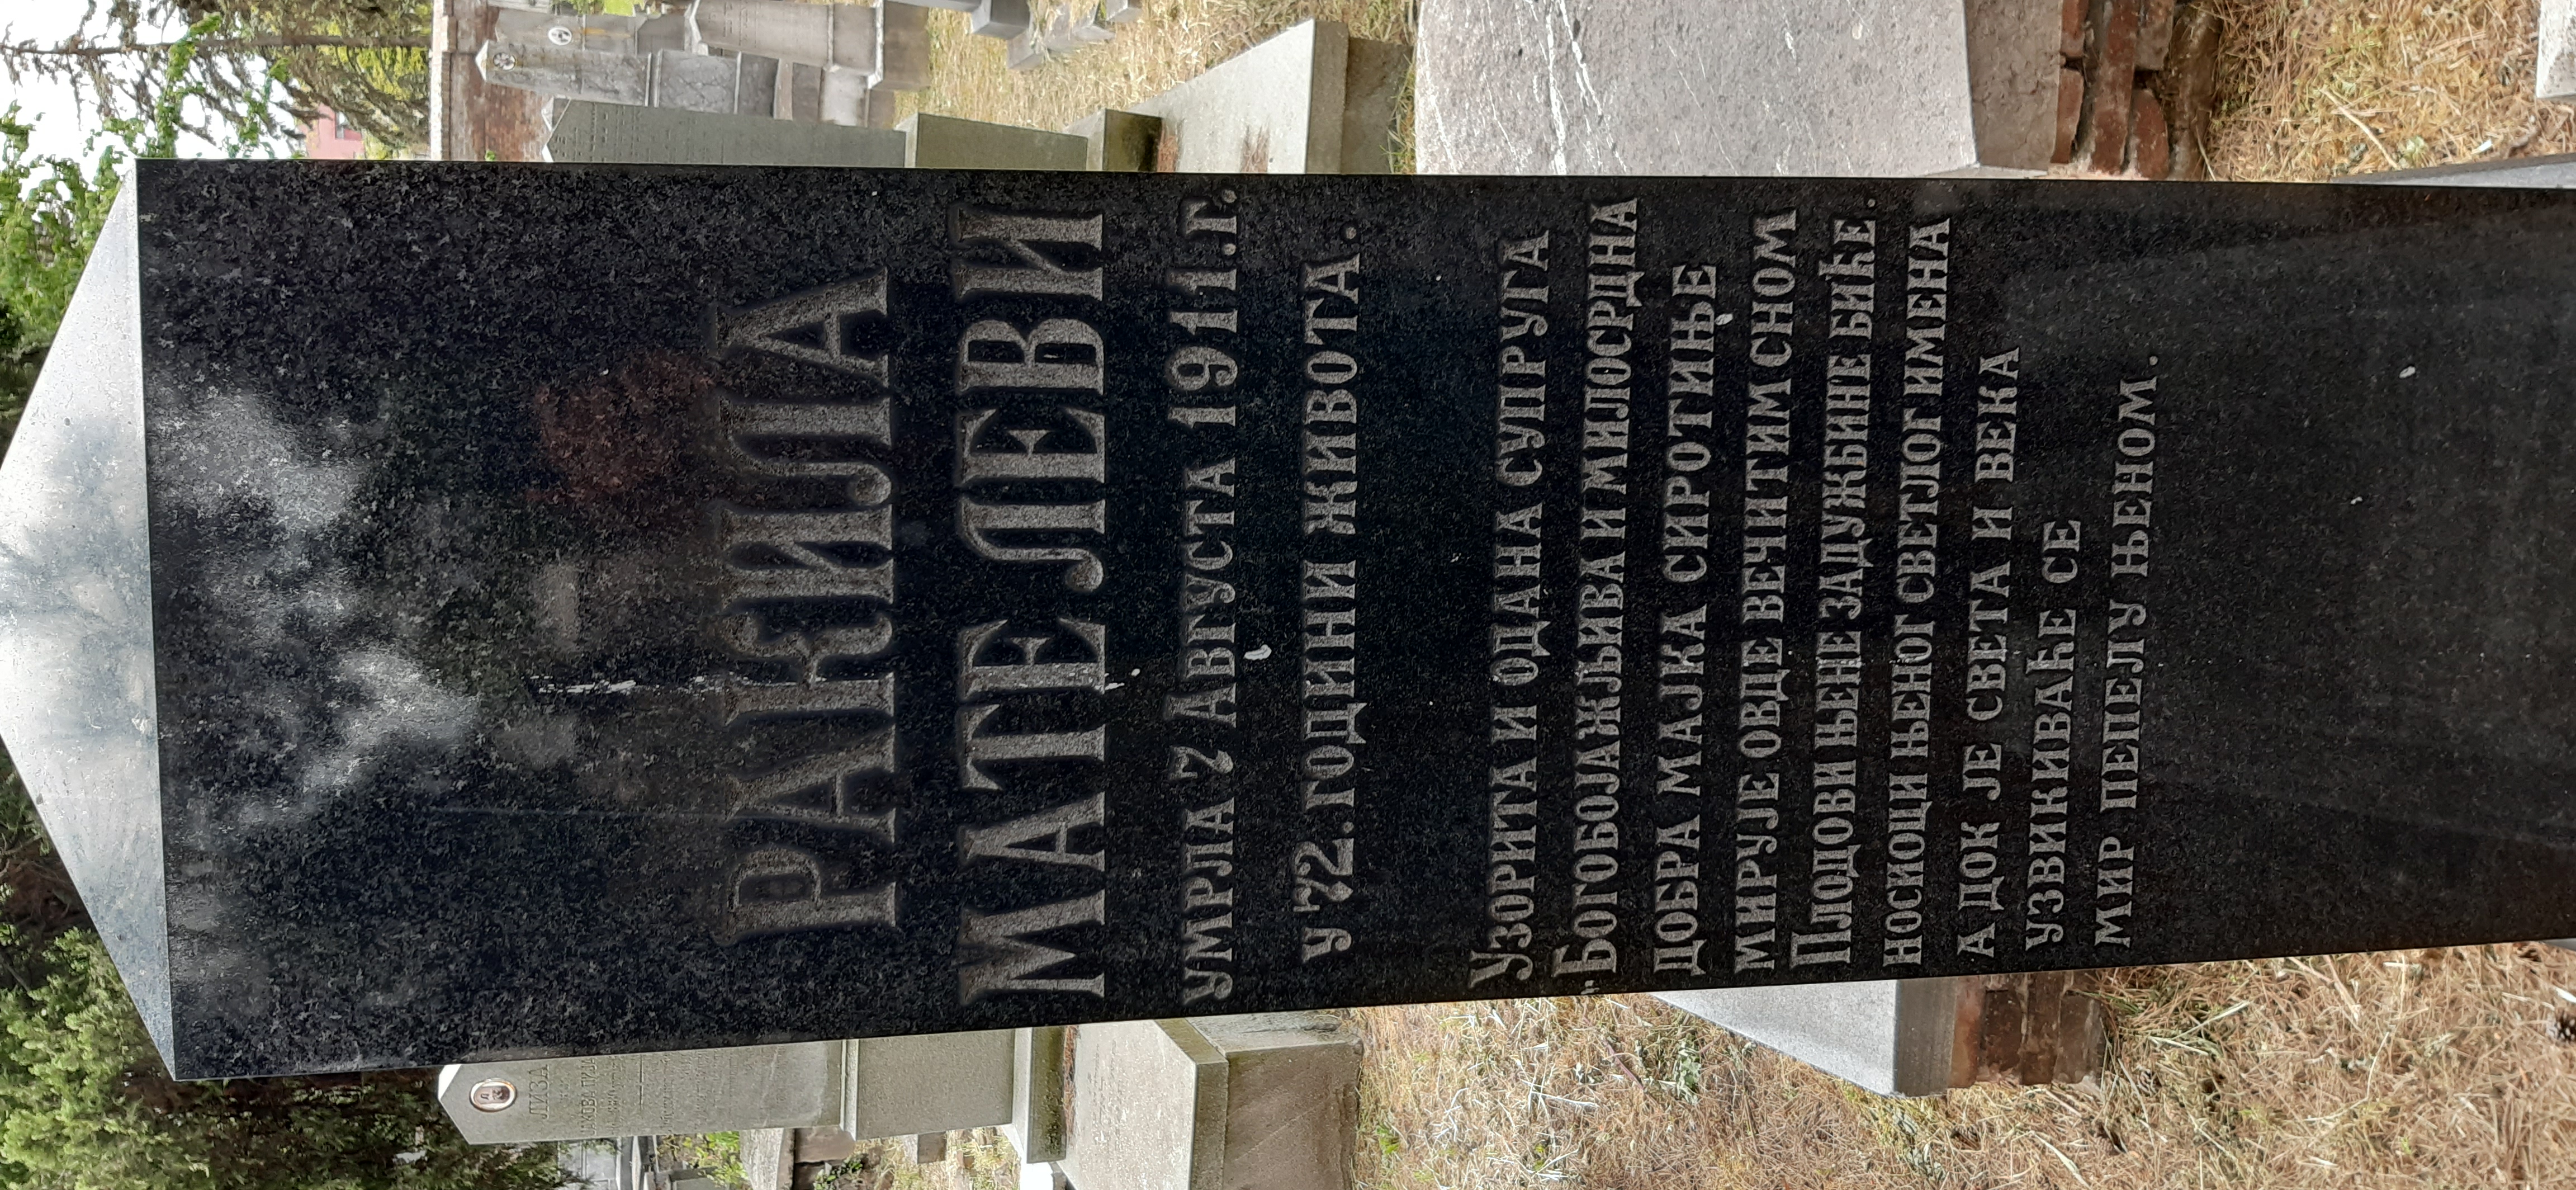 РАКИЛА
МАТЕЛЕВИ
УМРЛА 7 АВГУСТА 1911.Г.
У 72.ГОДИНИ ЖИВОТА.
УЗОРИТА И ОДАНА СУПРУГА
БОГОБОЈАЖЉИВА И МИЛОСРДНА
ДОБРА МАЈКА СИРОТИЊЕ
МИРУЈЕ ОВДЕ ВЕЧИТИМ СНОМ
ПЛОДОВИ ЊЕНЕ ЗАДУЖБИНЕ БИЋЕ.
НОСИОЦИ ЊЕНОГ СВЕТЛОГ ИМЕНА
А ДОК ЈЕ СВЕТА И ВЕКА
УЗВИКИВАЋЕ СЕ
МИР ПЕПЕЛУ ЊЕНОМ.
ЛИЗА